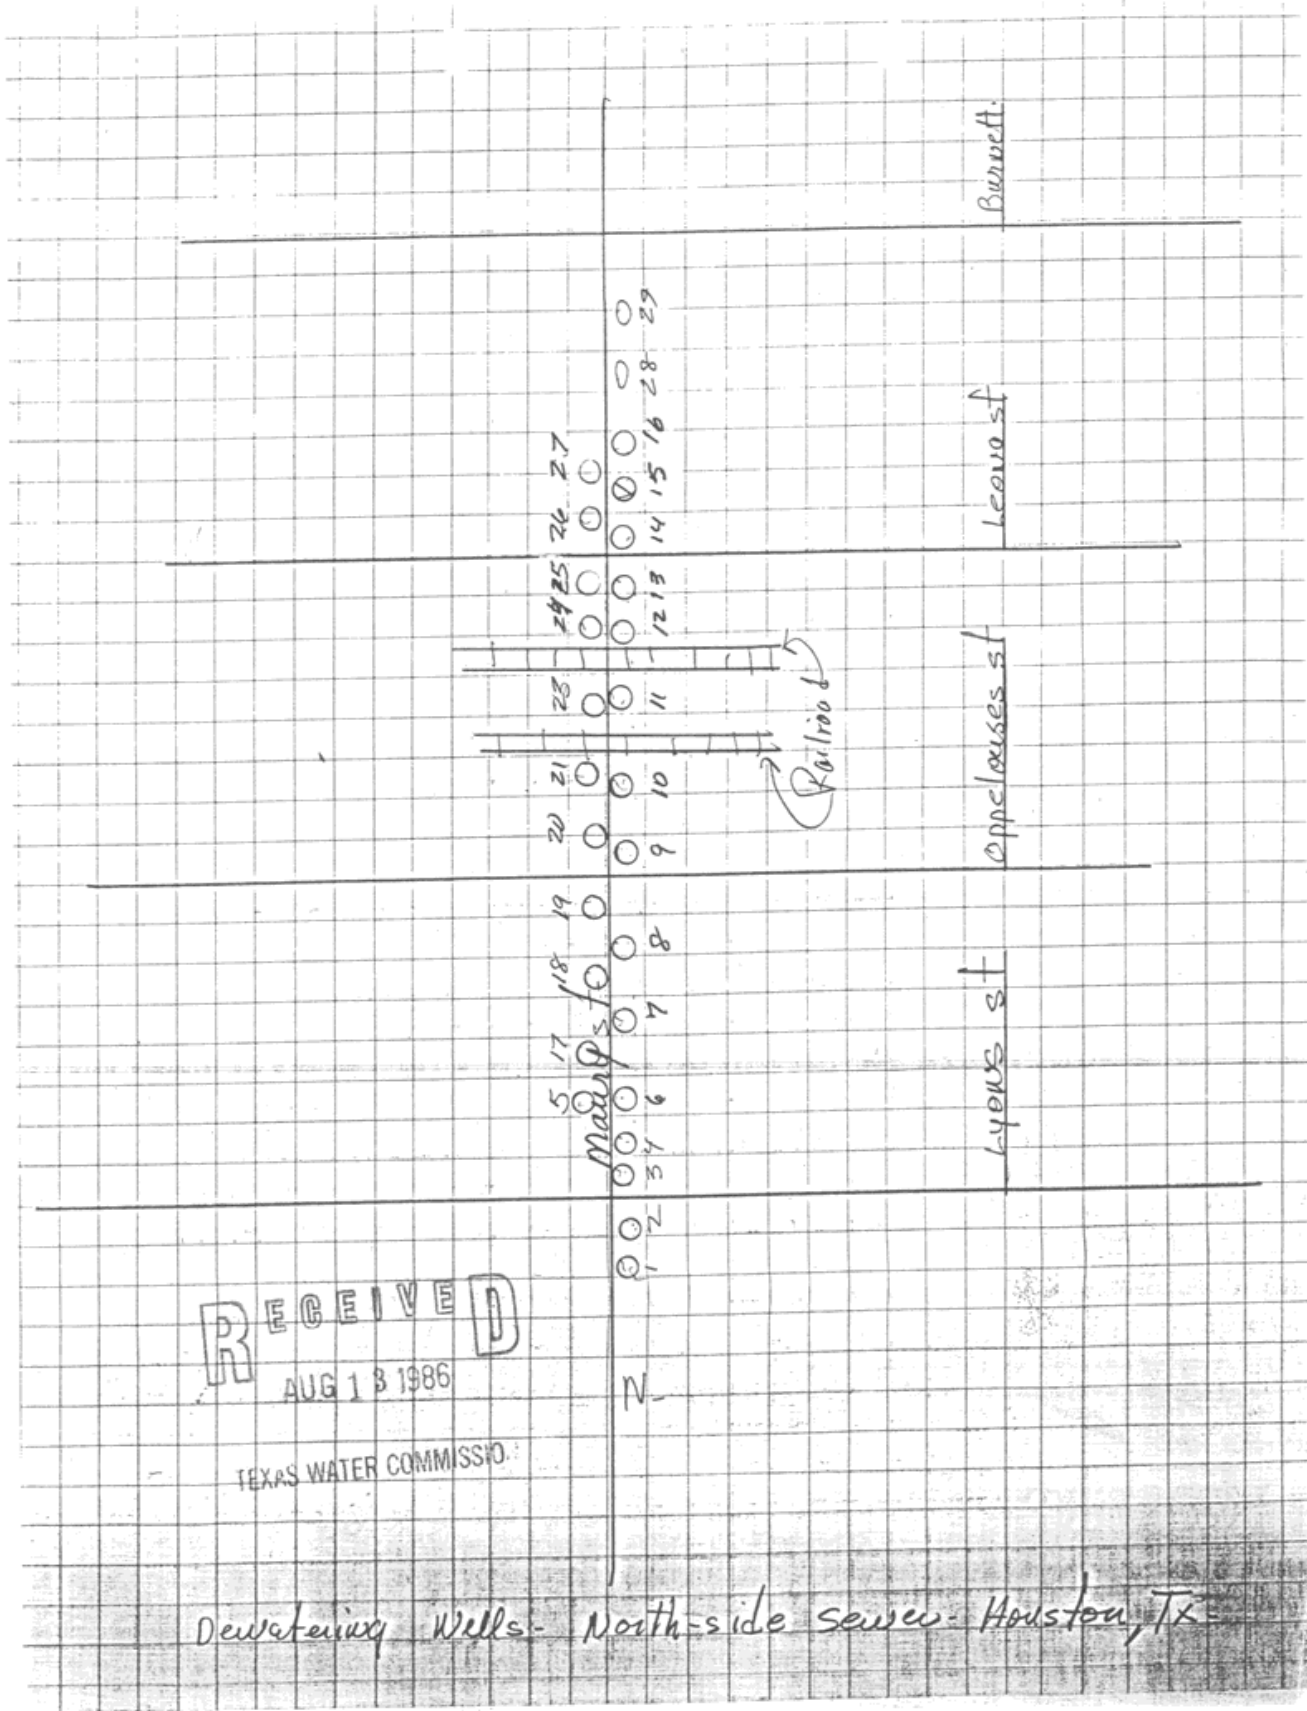 Burnett.
29
28
16
27
15
26
14
Leona st
25
13
24
12
Oppelouses st
23
11
Railroad
21
10
20
9
19
8
18
7
17
Maury st
5
6
4
3
Lyons st
2
1
RECEIVED
AUG 13 1986
TEXAS WATER COMMISSIO
N-
Dewatering Wells- North-side sewer- Houston, Tx-